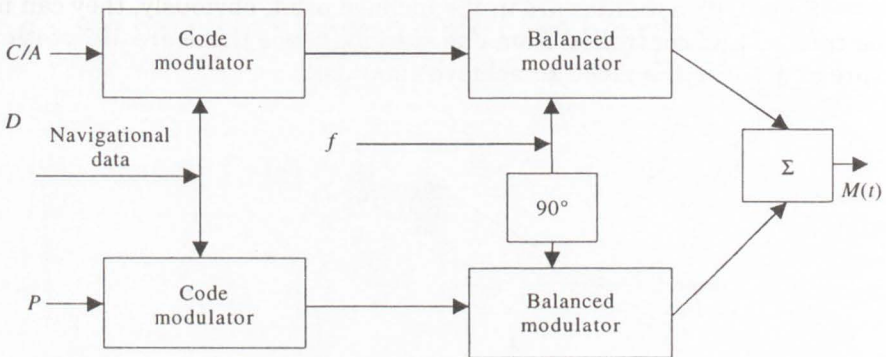 C/A
Code
modulator
Balanced
modulator
D
Navigational
data
f
Σ
M(t)
90°
P
Code
modulator
Balanced
modulator